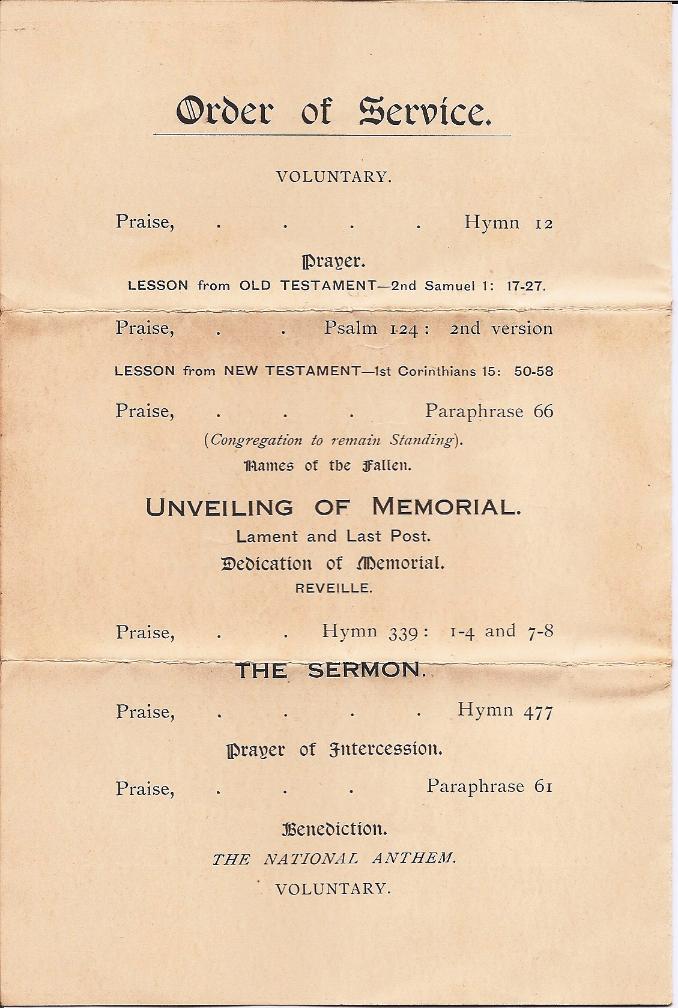 Order of Service.
VOLUNTARY.
Praise, . . . . Hymn 12
Prayer.
LESSON from OLD TESTAMENT—2nd Samuel 1: 17-27.
Praise, . . Psalm 124: 2nd version
LESSON from NEW TESTAMENT—1st Corinthians 15: 50-58
Praise, . . . Paraphrase 66
(Congregation to remain Standing).
Names of the Fallen.
UNVEILING OF MEMORIAL.
Lament and Last Post.
Dedication of Memorial.
REVEILLE.
Praise, . . Hymn 339: 1-4 and 7-8
THE SERMON.
Praise, . . . . Hymn 477
Prayer of Intercession.
Praise, . . . Paraphrase 61
Benediction.
THE NATIONAL ANTHEM.
VOLUNTARY.